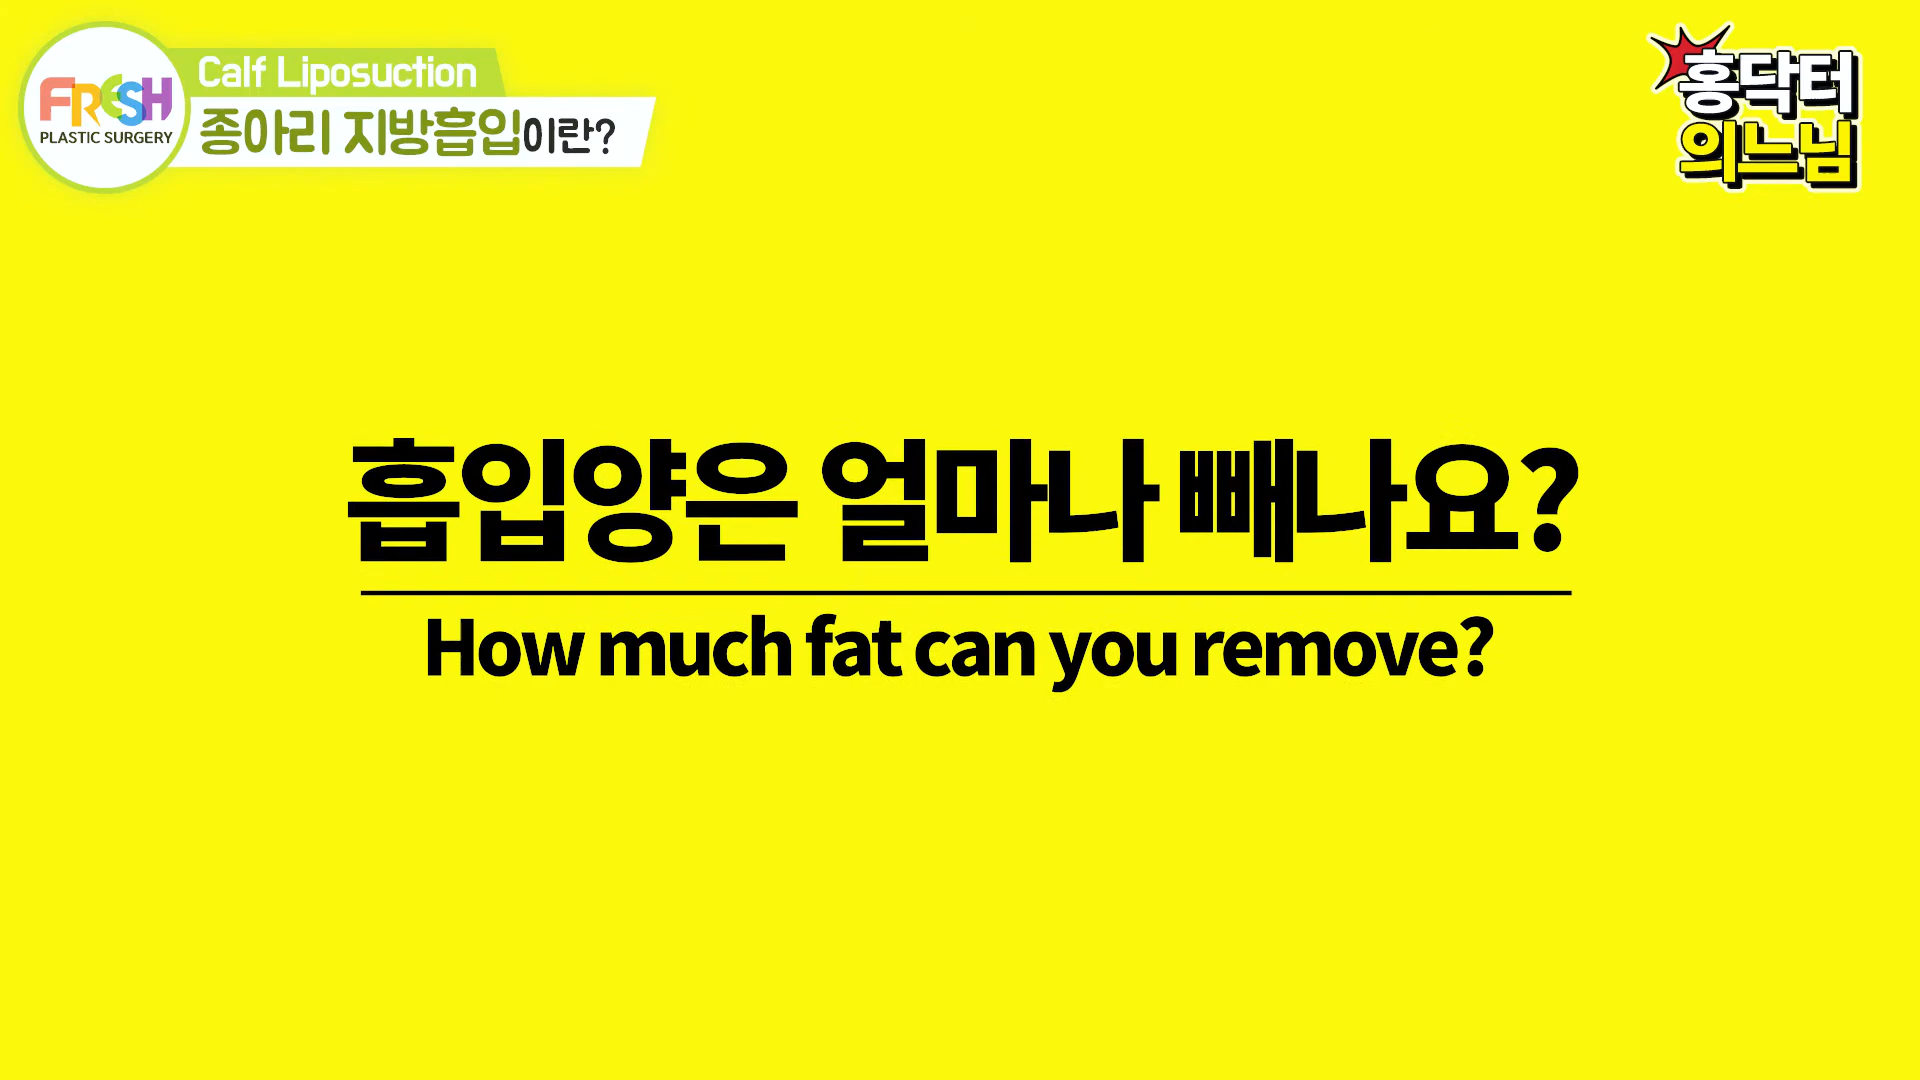 FRESH
PLASTIC SURGERY
Calf Liposuction
종아리 지방흡입이란?
홍닥터
의느님
흡입양은 얼마나 빼나요?
How much fat can you remove?